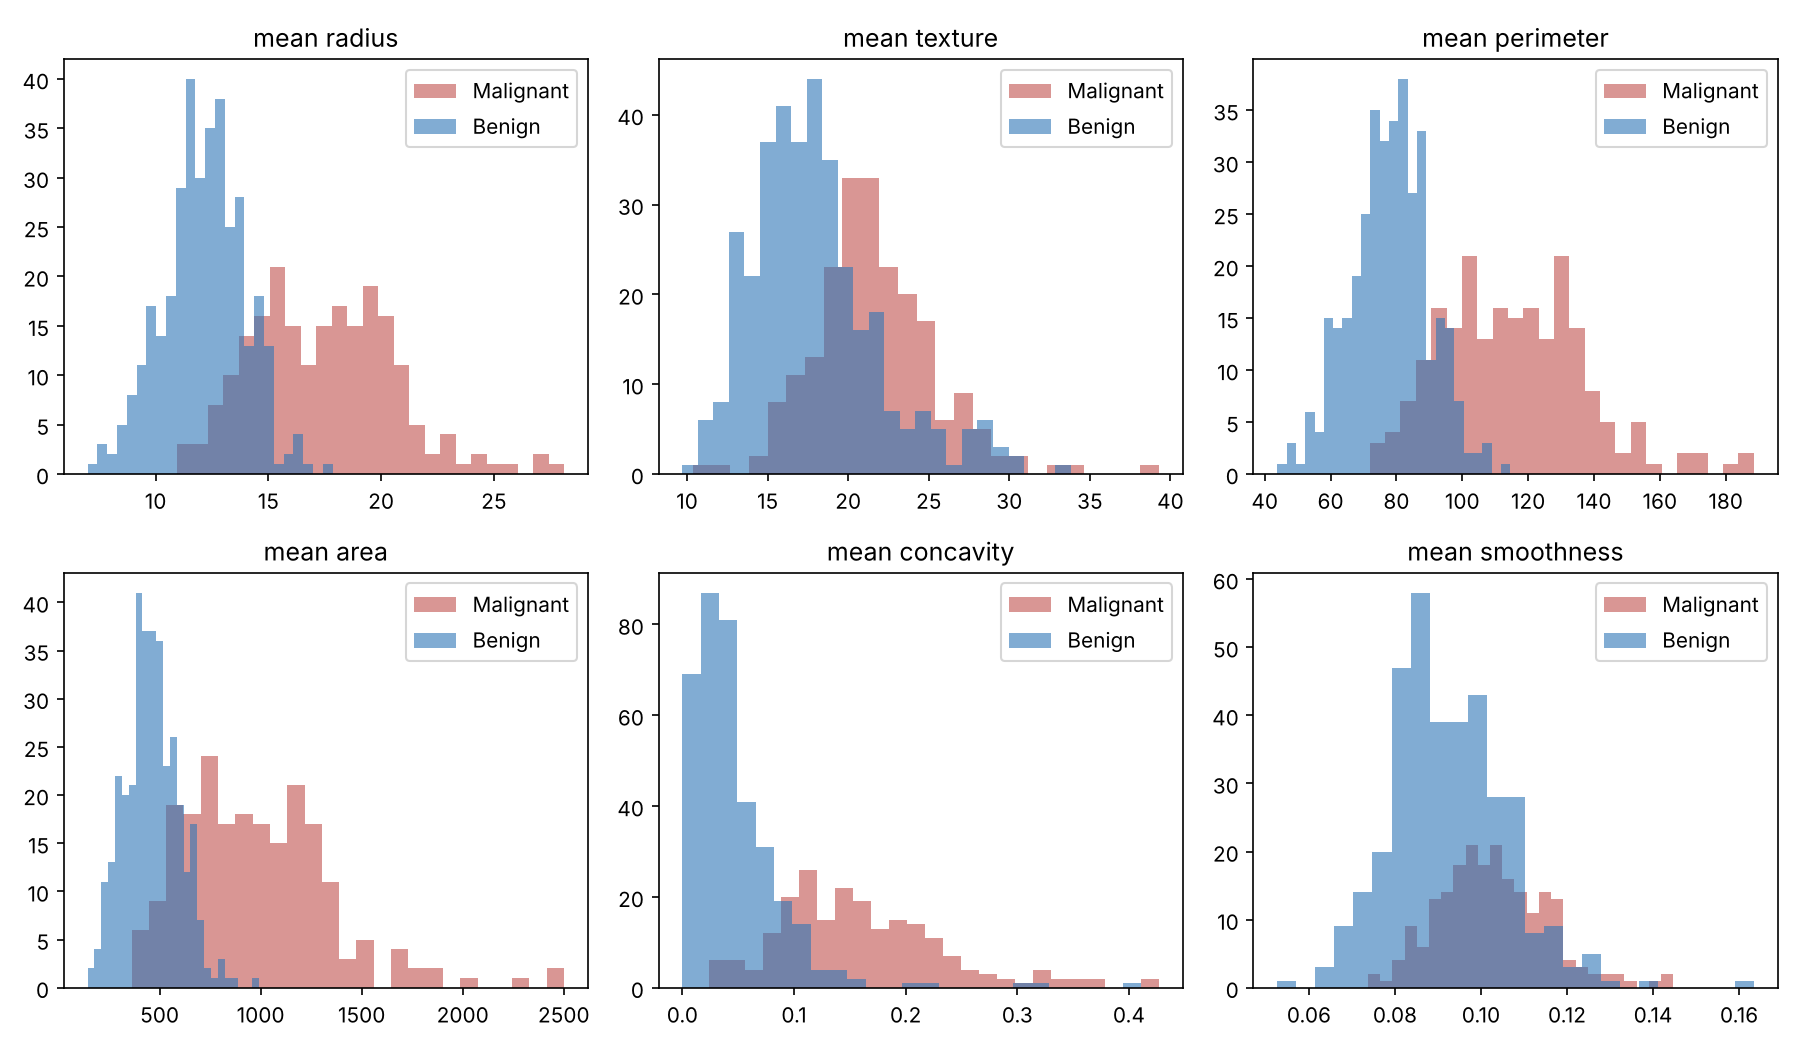 mean radius
Malignant
Benign
40
35
30
25
20
15
10
5
0
10 15 20 25
mean texture
Malignant
Benign
40
30
20
10
0
10 15 20 25 30 35 40
mean perimeter
Malignant
Benign
35
30
25
20
15
10
5
0
40 60 80 100 120 140 160 180
mean area
Malignant
Benign
40
35
30
25
20
15
10
5
0
500 1000 1500 2000 2500
mean concavity
Malignant
Benign
80
60
40
20
0
0.0 0.1 0.2 0.3 0.4
mean smoothness
Malignant
Benign
60
50
40
30
20
10
0
0.06 0.08 0.10 0.12 0.14 0.16